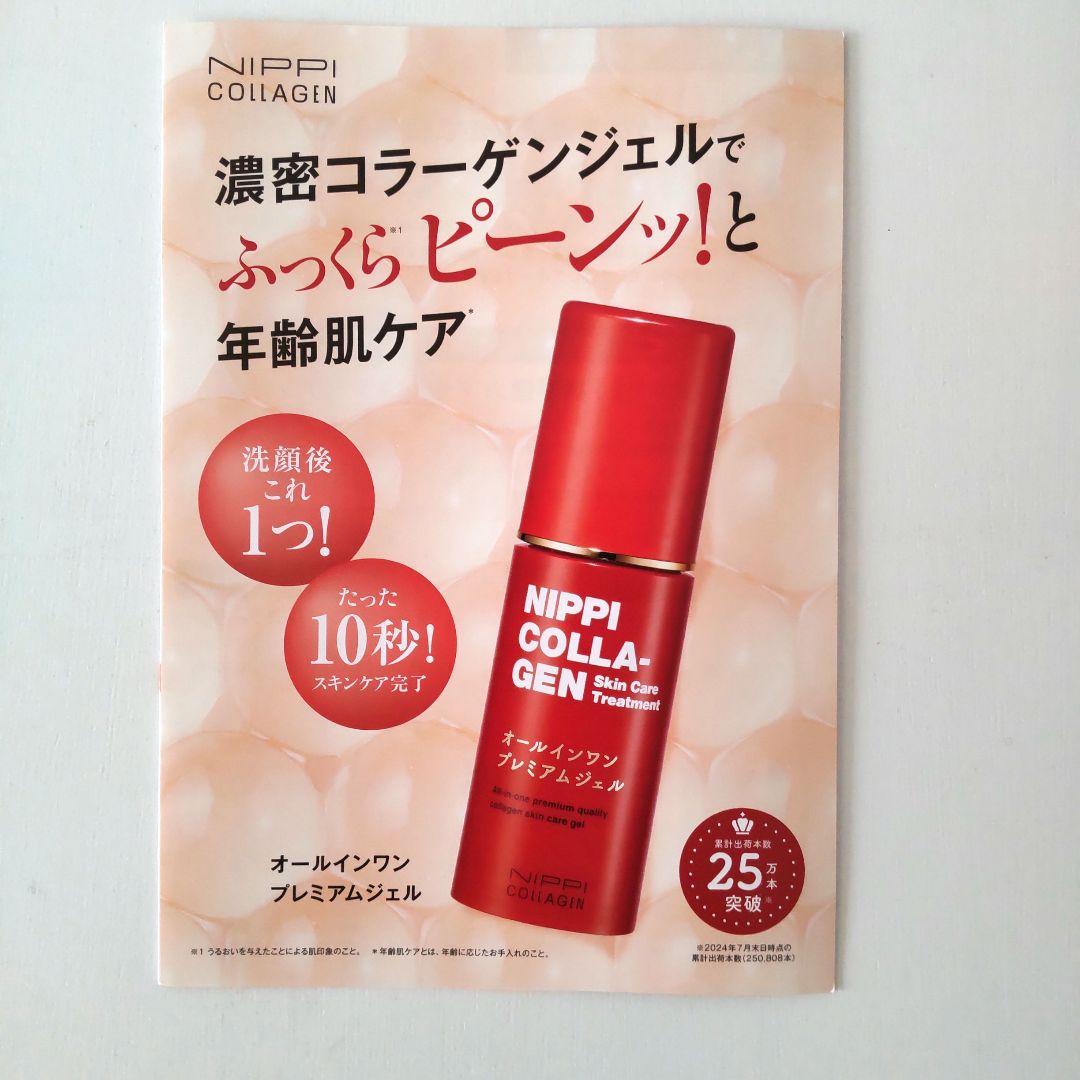 NIPPI
COLLAGEN
濃密コラーゲンジェルで
ふっくら※1ピーンッ!と
年齢肌ケア*
洗顔後
これ
1つ!
たった
10秒!
スキンケア完了
NIPPI
COLLA-
GEN Skin Care
Treatment
オールインワン
プレミアムジェル
All-in-one premium quality
collagen skin care gel
NIPPI
COLLAGEN
オールインワン
プレミアムジェル
累計出荷本数
25万本
突破※
※1 うるおいを与えたことによる肌印象のこと。 *年齢肌ケアとは、年齢に応じたお手入れのこと。
※2024年7月末日時点の
累計出荷本数(250,808本)